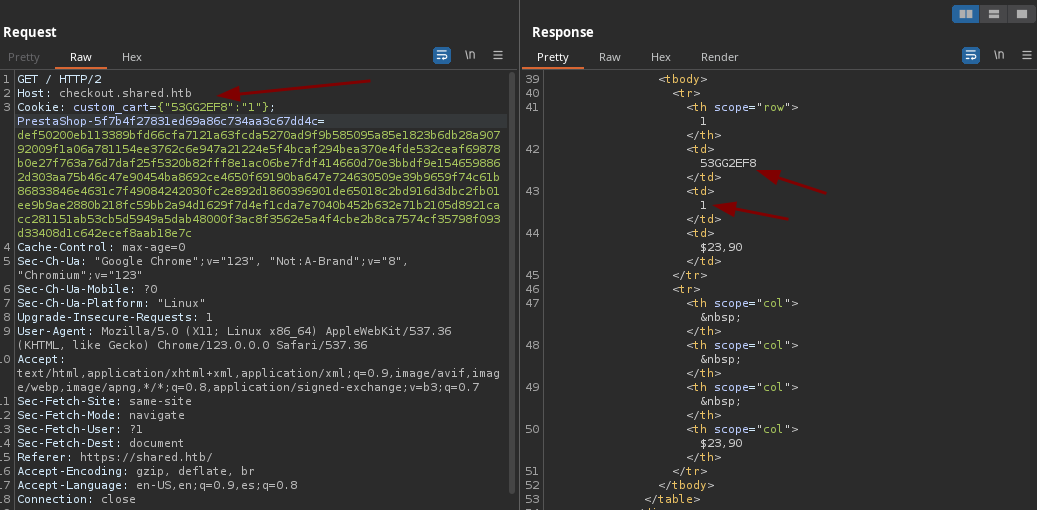 Request
Pretty Raw Hex \n
1 GET / HTTP/2
2 Host: checkout.shared.htb
3 Cookie: custom_cart={"53GG2EF8":"1"};
PrestaShop-5f7b4f27831ed69a86c734aa3c67dd4c=
def50200eb113389bfd66cfa7121a63fcda5270ad9f9b585095a85e1823b6db28a907
92009f1a06a781154ee3762c6e947a21224e5f4bcaf294bea370e4fde532ceaf69878
b0e27f763a76d7daf25f5320b82fff8e1ac06be7fdf414660d70e3bbdf9e154659886
2d303aa75b46c47e90454ba8692ce4650f69190ba647e724630509e39b9659f74c61b
86833846e4631c7f49084242030fc2e892d1860396901de65018c2bd916d3dbc2fb01
ee9b9ae2880b218fc59bb2a94d1629f7d4ef1cda7e7040b452b632e71b2105d8921ca
cc281151ab53cb5d5949a5dab48000f3ac8f3562e5a4f4cbe2b8ca7574cf35798f093
d33408d1c642ecef8aab18e7c
4 Cache-Control: max-age=0
5 Sec-Ch-Ua: "Google Chrome";v="123", "Not:A-Brand";v="8",
"Chromium";v="123"
6 Sec-Ch-Ua-Mobile: ?0
7 Sec-Ch-Ua-Platform: "Linux"
8 Upgrade-Insecure-Requests: 1
9 User-Agent: Mozilla/5.0 (X11; Linux x86_64) AppleWebKit/537.36
(KHTML, like Gecko) Chrome/123.0.0.0 Safari/537.36
10 Accept:
text/html,application/xhtml+xml,application/xml;q=0.9,image/avif,imag
e/webp,image/apng,*/*;q=0.8,application/signed-exchange;v=b3;q=0.7
11 Sec-Fetch-Site: same-site
12 Sec-Fetch-Mode: navigate
13 Sec-Fetch-User: ?1
14 Sec-Fetch-Dest: document
15 Referer: https://shared.htb/
16 Accept-Encoding: gzip, deflate, br
17 Accept-Language: en-US,en;q=0.9,es;q=0.8
18 Connection: close
Response
Pretty Raw Hex Render \n
39 <tbody>
40 <tr>
41 <th scope="row">
1
</th>
42 <td>
53GG2EF8
</td>
43 <td>
1
</td>
44 <td>
$23,90
</td>
45 </tr>
46 <tr>
47 <th scope="col">
&nbsp;
</th>
48 <th scope="col">
&nbsp;
</th>
49 <th scope="col">
&nbsp;
</th>
50 <th scope="col">
$23,90
</th>
51 </tr>
52 </tbody>
53 </table>